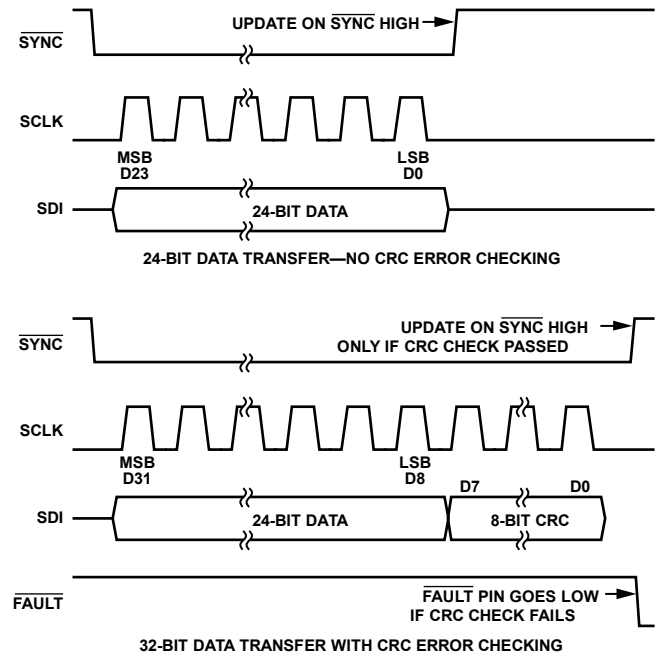 UPDATE ON SYNC HIGH
SYNC
SCLK
MSB
D23
LSB
D0
SDI
24-BIT DATA
24-BIT DATA TRANSFER—NO CRC ERROR CHECKING
UPDATE ON SYNC HIGH
ONLY IF CRC CHECK PASSED
SYNC
SCLK
MSB
D31
LSB
D8
D7
D0
SDI
24-BIT DATA
8-BIT CRC
FAULT PIN GOES LOW
IF CRC CHECK FAILS
FAULT
32-BIT DATA TRANSFER WITH CRC ERROR CHECKING